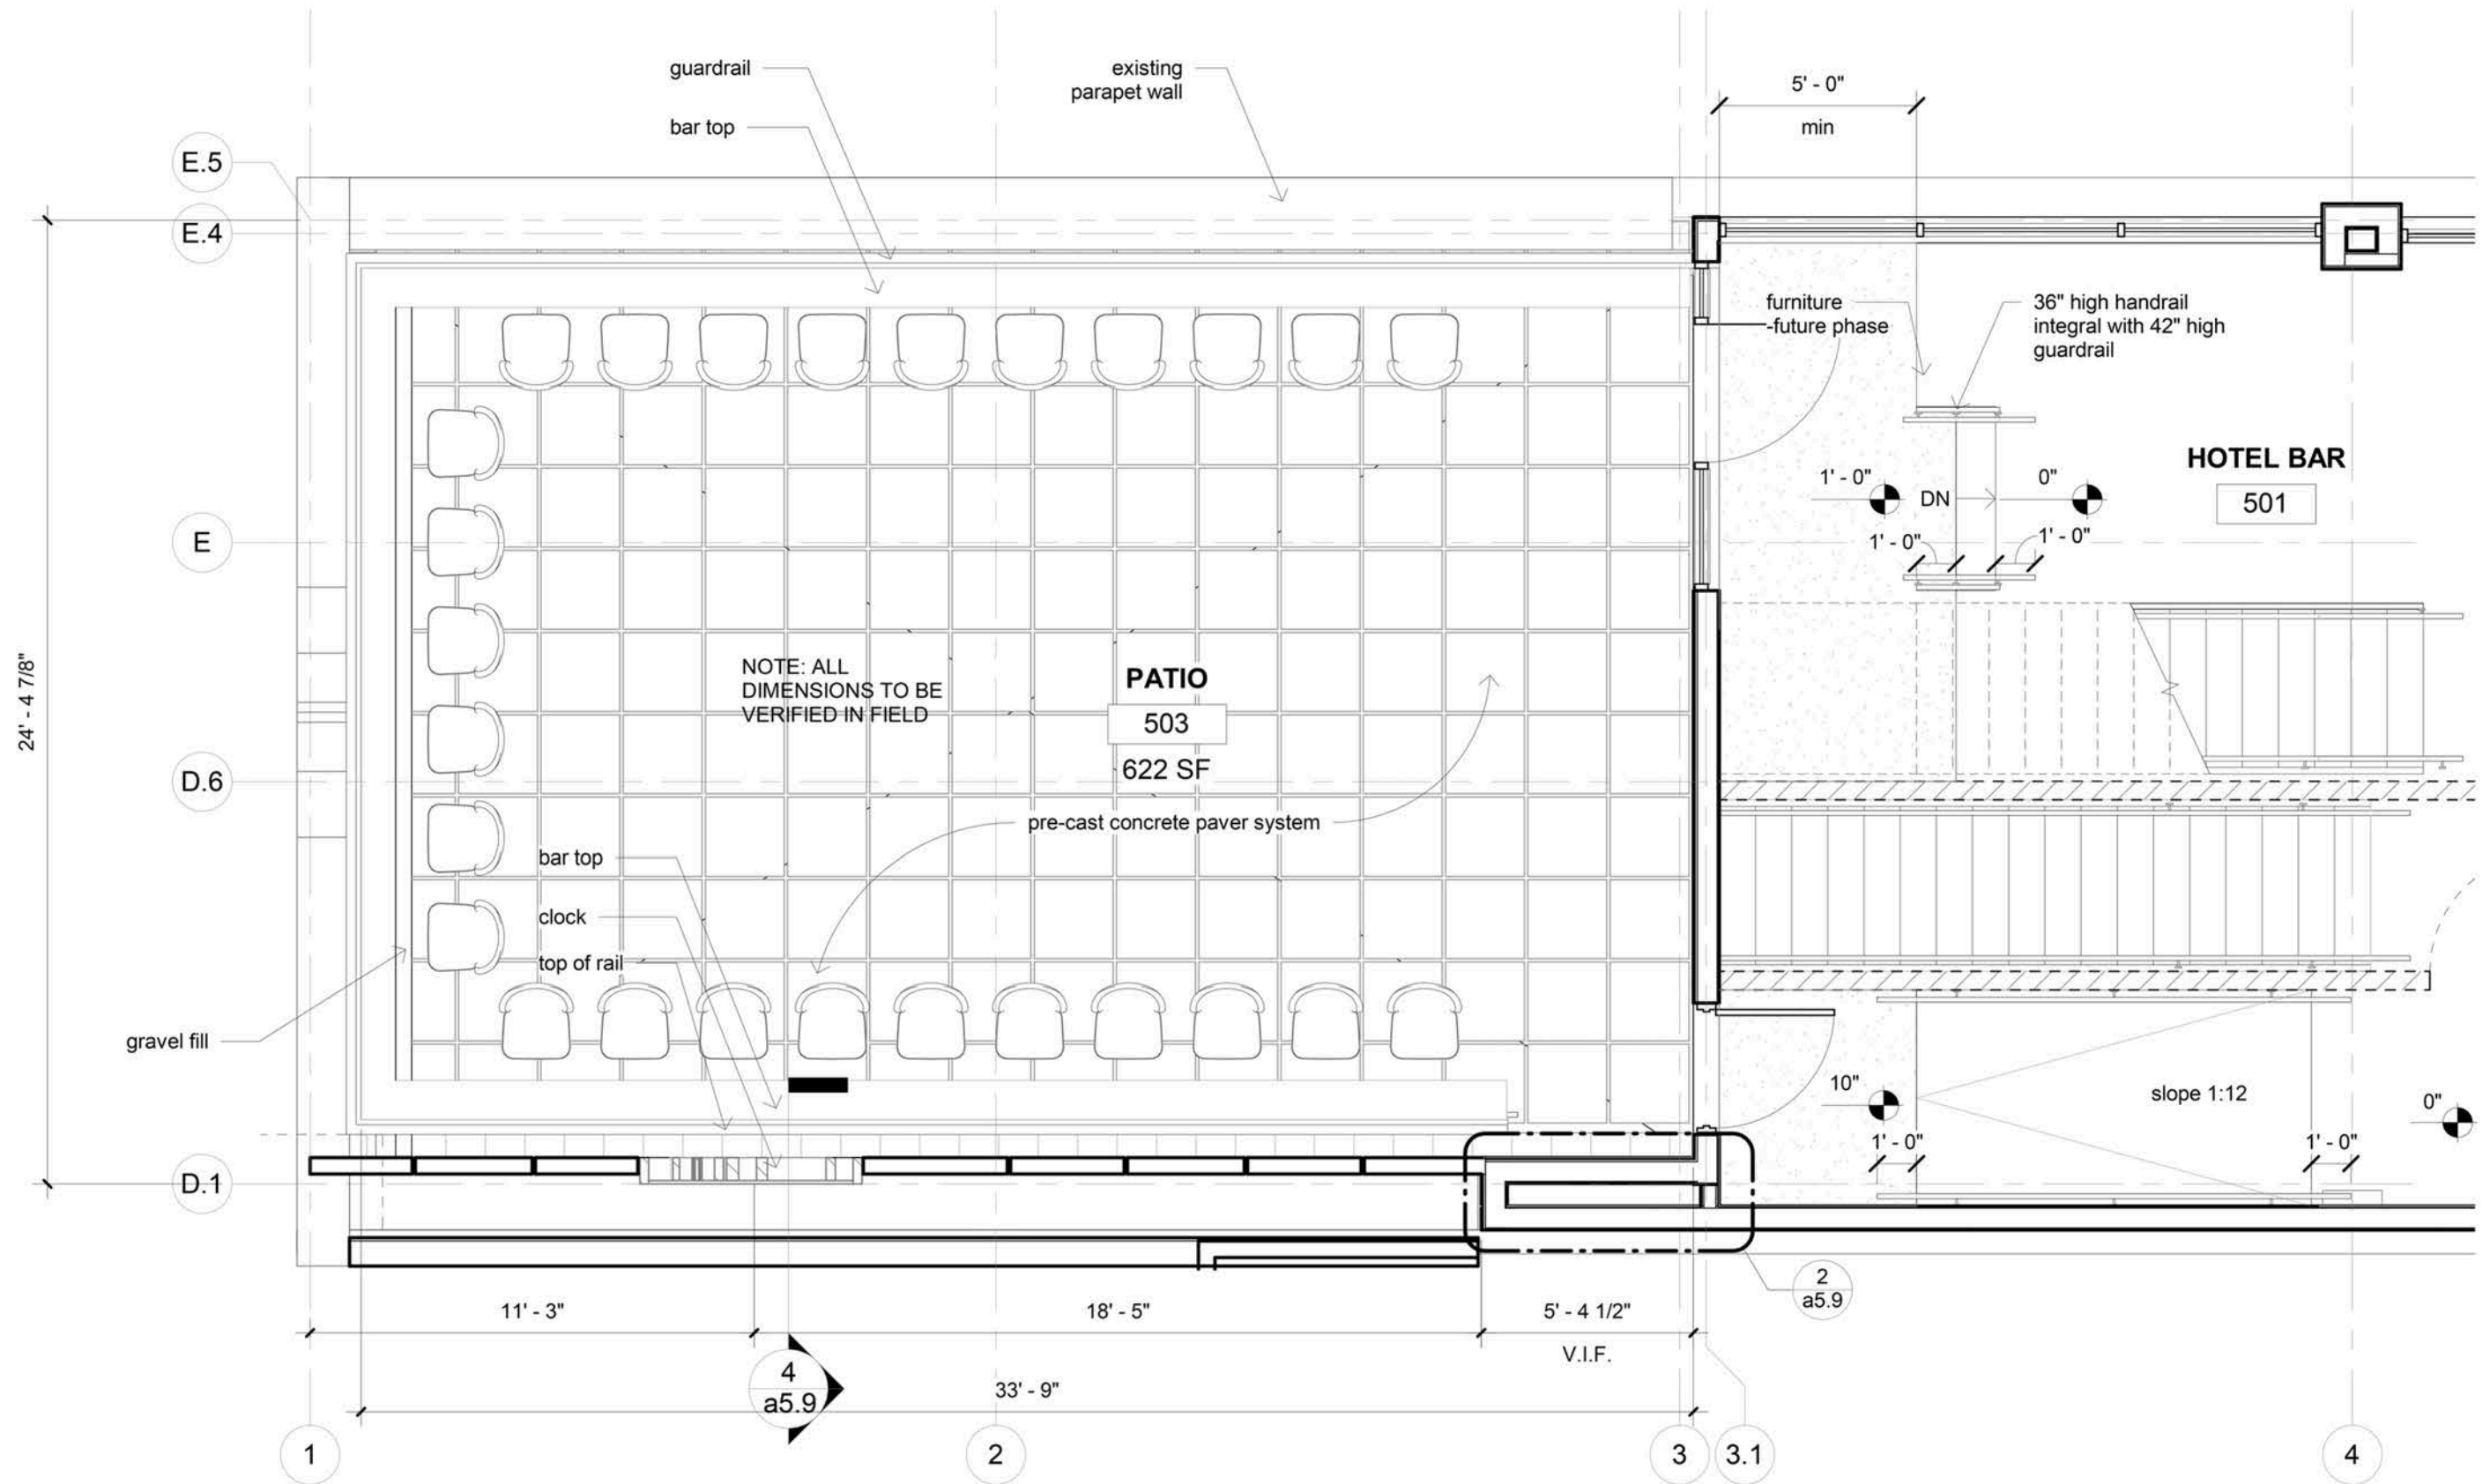 guardrail
bar top
existing
parapet wall
5' - 0"
min
E.5
E.4
furniture
-future phase
36" high handrail
integral with 42" high
guardrail
HOTEL BAR
501
1' - 0"
DN
0"
1' - 0"
1' - 0"
E
24' - 4 7/8"
NOTE: ALL
DIMENSIONS TO BE
VERIFIED IN FIELD
PATIO
503
622 SF
D.6
pre-cast concrete paver system
bar top
clock
top of rail
gravel fill
10"
slope 1:12
0"
1' - 0"
1' - 0"
D.1
2
a5.9
11' - 3"
18' - 5"
5' - 4 1/2"
V.I.F.
4
a5.9
33' - 9"
1
2
3
3.1
4